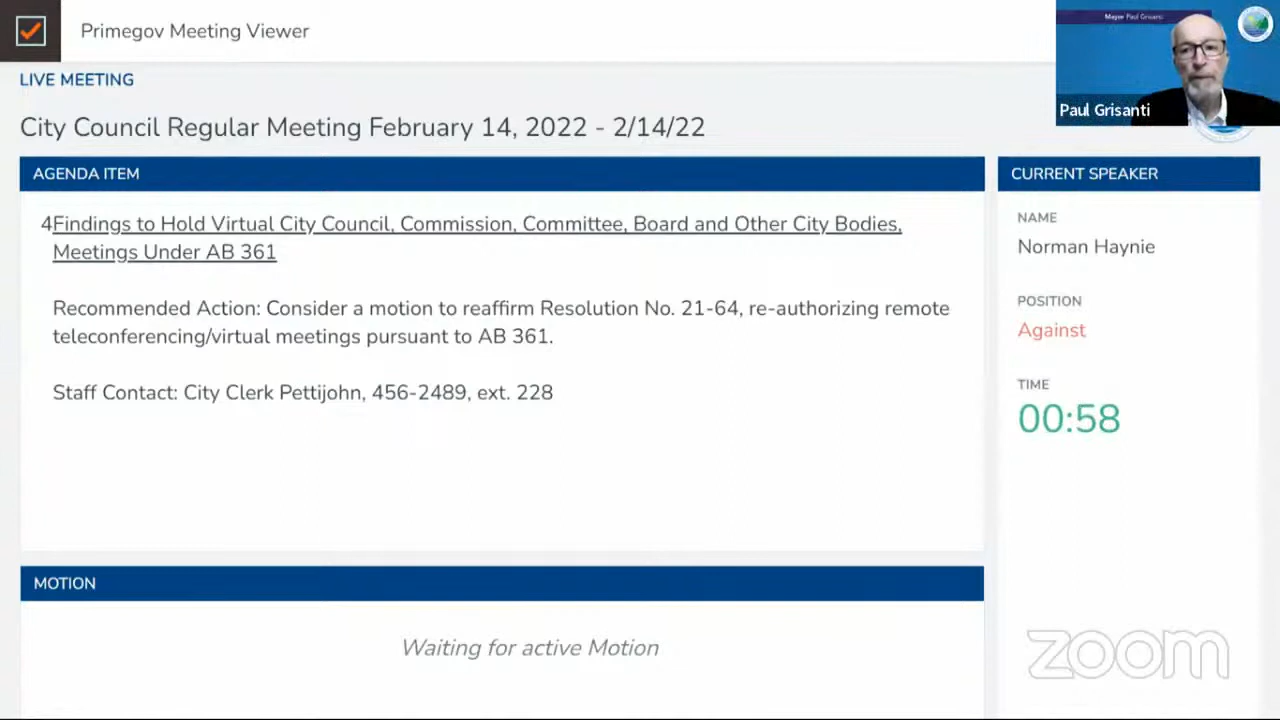 Primegov Meeting Viewer
Mayor Paul Grisanti
Paul Grisanti
LIVE MEETING
City Council Regular Meeting February 14, 2022 - 2/14/22
AGENDA ITEM
4Findings to Hold Virtual City Council, Commission, Committee, Board and Other City Bodies,
Meetings Under AB 361
Recommended Action: Consider a motion to reaffirm Resolution No. 21-64, re-authorizing remote
teleconferencing/virtual meetings pursuant to AB 361.
Staff Contact: City Clerk Pettijohn, 456-2489, ext. 228
MOTION
Waiting for active Motion
CURRENT SPEAKER
NAME
Norman Haynie
POSITION
Against
TIME
00:58
zoom